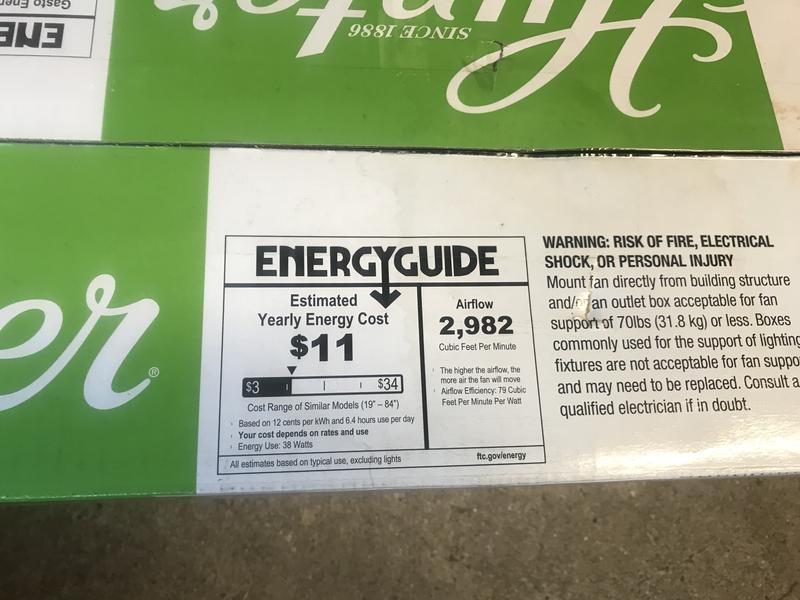 Gasto Ener
ENE
Hunter
SINCE 1886
er®
ENERGYGUIDE
Estimated
Yearly Energy Cost
$11
$3 $34
Cost Range of Similar Models (19" – 84")
Based on 12 cents per kWh and 6.4 hours use per day
Your cost depends on rates and use
Energy Use: 38 Watts
All estimates based on typical use, excluding lights
Airflow
2,982
Cubic Feet Per Minute
The higher the airflow, the
more air the fan will move
Airflow Efficiency: 79 Cubic
Feet Per Minute Per Watt
ftc.gov/energy
WARNING: RISK OF FIRE, ELECTRICAL
SHOCK, OR PERSONAL INJURY
Mount fan directly from building structure
and/or an outlet box acceptable for fan
support of 70lbs (31.8 kg) or less. Boxes
commonly used for the support of lighting
fixtures are not acceptable for fan suppo
and may need to be replaced. Consult a
qualified electrician if in doubt.